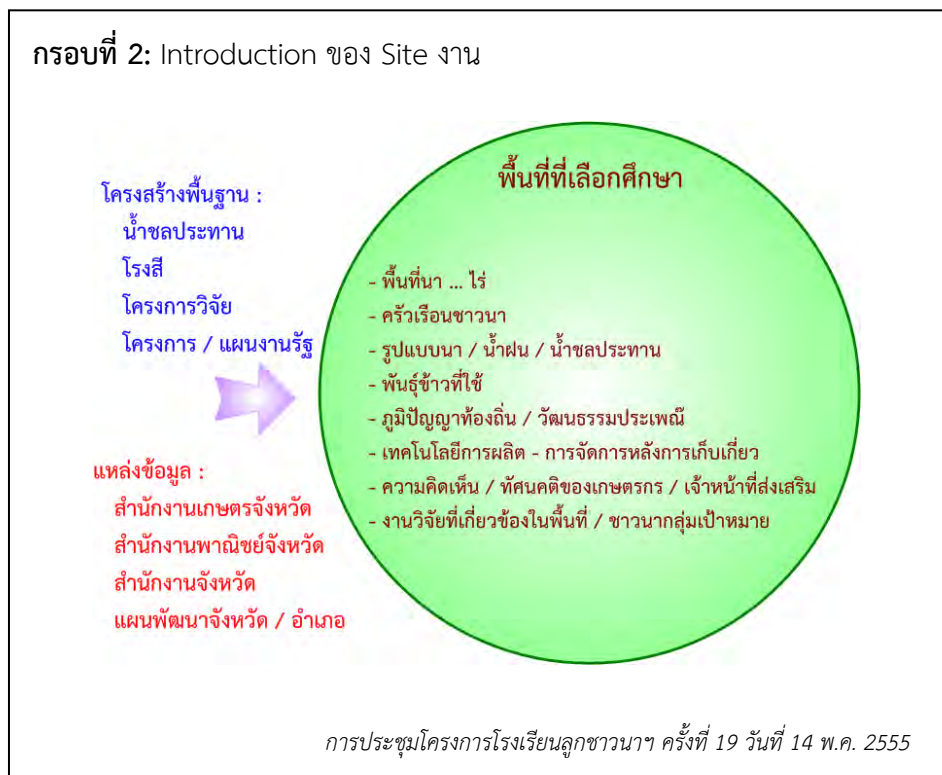 กรอบที่ 2: Introduction ของ Site งาน
โครงสร้างพื้นฐาน :
น้ำชลประทาน
โรงสี
โครงการวิจัย
โครงการ / แผนงานรัฐ
แหล่งข้อมูล :
สำนักงานเกษตรจังหวัด
สำนักงานพาณิชย์จังหวัด
สำนักงานจังหวัด
แผนพัฒนาจังหวัด / อำเภอ
พื้นที่ที่เลือกศึกษา
- พื้นที่นา ... ไร่
- ครัวเรือนชาวนา
- รูปแบบนา / น้ำฝน / น้ำชลประทาน
- พันธุ์ข้าวที่ใช้
- ภูมิปัญญาท้องถิ่น / วัฒนธรรมประเพณี
- เทคโนโลยีการผลิต - การจัดการหลังการเก็บเกี่ยว
- ความคิดเห็น / ทัศนคติของเกษตรกร / เจ้าหน้าที่ส่งเสริม
- งานวิจัยที่เกี่ยวข้องในพื้นที่ / ชาวนากลุ่มเป้าหมาย
การประชุมโครงการโรงเรียนลูกชาวนาฯ ครั้งที่ 19 วันที่ 14 พ.ค. 2555